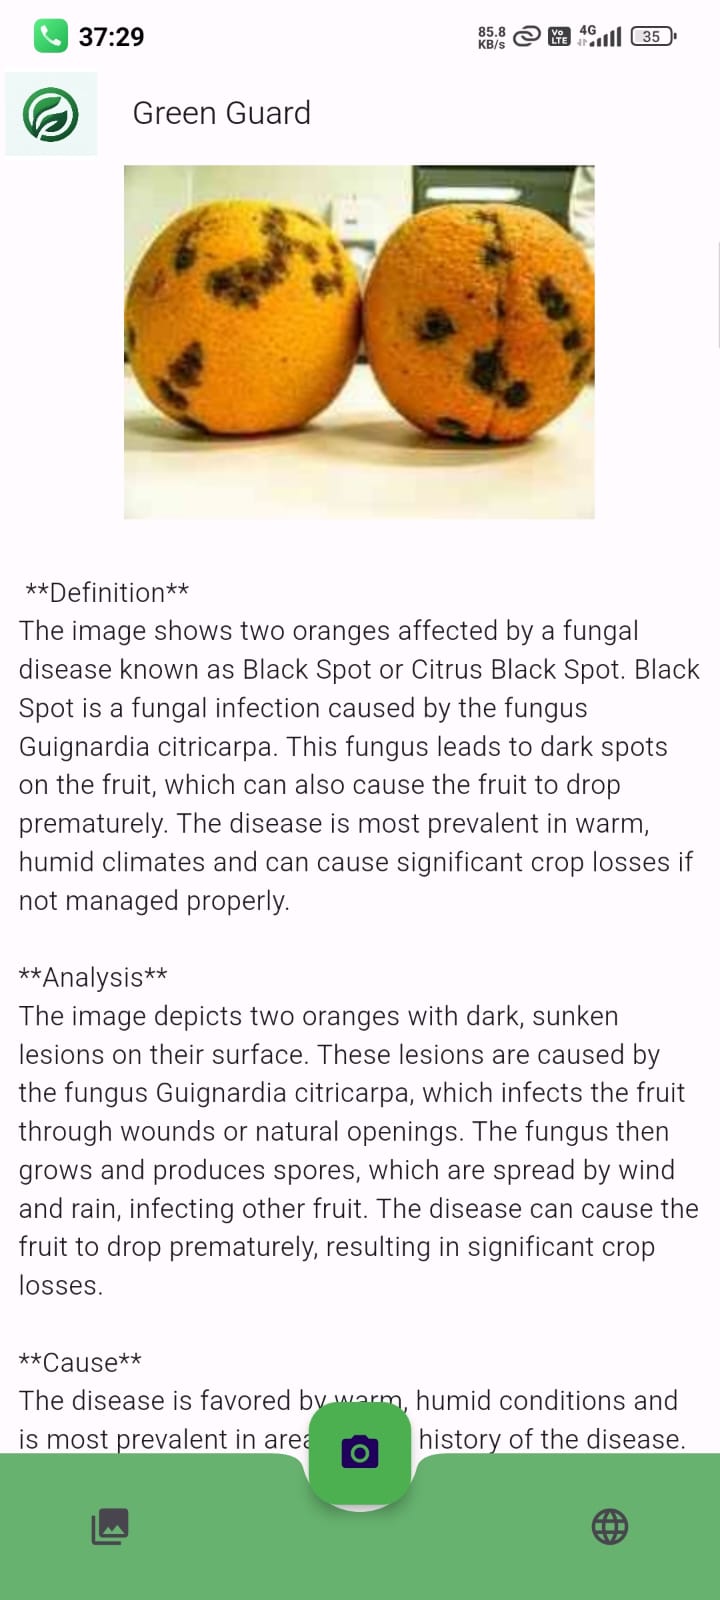 37:29
85.8
KB/s
Vo
LTE
4G
35
Green Guard
**Definition**
The image shows two oranges affected by a fungal
disease known as Black Spot or Citrus Black Spot. Black
Spot is a fungal infection caused by the fungus
Guignardia citricarpa. This fungus leads to dark spots
on the fruit, which can also cause the fruit to drop
prematurely. The disease is most prevalent in warm,
humid climates and can cause significant crop losses if
not managed properly.
**Analysis**
The image depicts two oranges with dark, sunken
lesions on their surface. These lesions are caused by
the fungus Guignardia citricarpa, which infects the fruit
through wounds or natural openings. The fungus then
grows and produces spores, which are spread by wind
and rain, infecting other fruit. The disease can cause the
fruit to drop prematurely, resulting in significant crop
losses.
**Cause**
The disease is favored by warm, humid conditions and
is most prevalent in history of the disease.